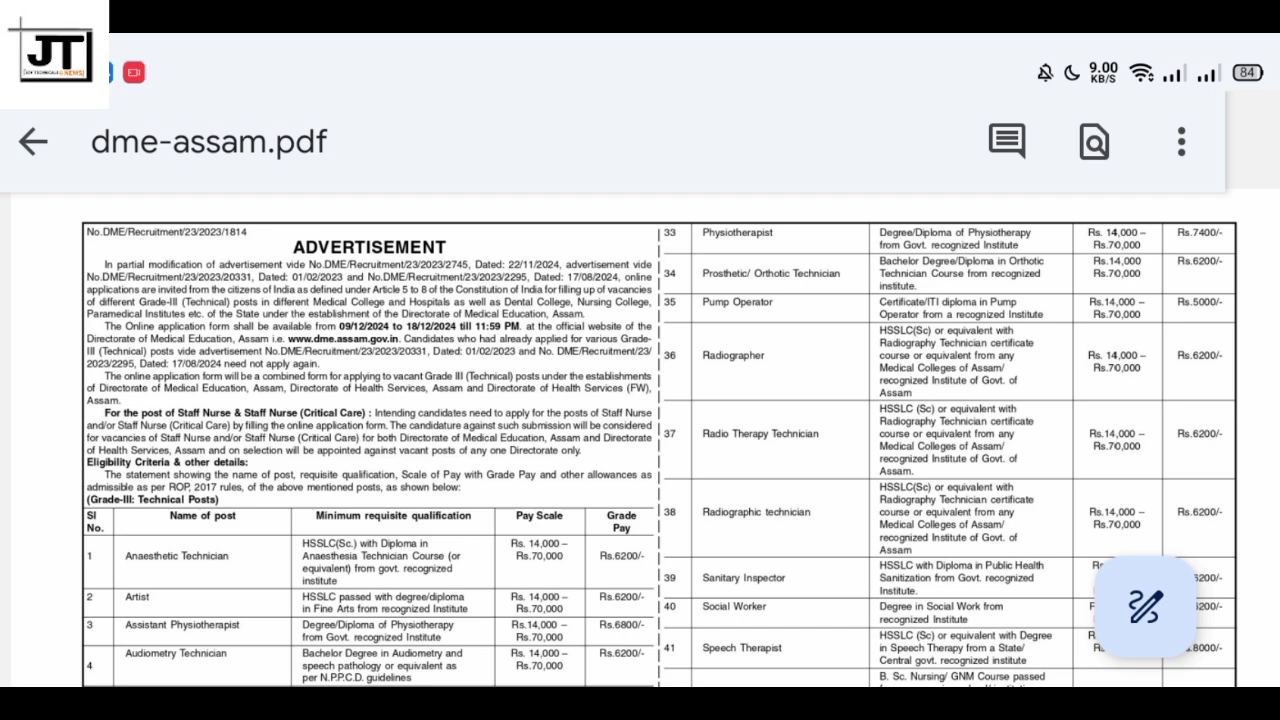 JT
9.00
KB/S
84
dme-assam.pdf
No.DME/Recruitment/23/2023/1814
ADVERTISEMENT
In partial modification of advertisement vide No.DME/Recruitment/23/2023/2745, Dated: 22/11/2024, advertisement vide
No.DME/Recruitment/23/2023/20331, Dated: 01/02/2023 and No.DME/Recruitment/23/2023/2295, Dated: 17/08/2024, online
applications are invited from the citizens of India as defined under Article 5 to 8 of the Constitution of India for filling up of vacancies
of different Grade-III (Technical) posts in different Medical College and Hospitals as well as Dental College, Nursing College,
Paramedical Institutes etc. of the State under the establishment of the Directorate of Medical Education, Assam.
The Online application form shall be available from 09/12/2024 to 18/12/2024 till 11:59 PM. at the official website of the
Directorate of Medical Education, Assam i.e. www.dme.assam.gov.in. Candidates who had already applied for various Grade-
III (Technical) posts vide advertisement No.DME/Recruitment/23/2023/20331, Dated: 01/02/2023 and No. DME/Recruitment/23/
2023/2295, Dated: 17/08/2024 need not apply again.
The online application form will be a combined form for applying to vacant Grade III (Technical) posts under the establishments
of Directorate of Medical Education, Assam, Directorate of Health Services, Assam and Directorate of Health Services (FW),
Assam.
For the post of Staff Nurse & Staff Nurse (Critical Care) : Intending candidates need to apply for the posts of Staff Nurse
and/or Staff Nurse (Critical Care) by filling the online application form. The candidature against such submission will be considered
for vacancies of Staff Nurse and/or Staff Nurse (Critical Care) for both Directorate of Medical Education, Assam and Directorate
of Health Services, Assam and on selection will be appointed against vacant posts of any one Directorate only.
Eligibility Criteria & other details:
The statement showing the name of post, requisite qualification, Scale of Pay with Grade Pay and other allowances as
admissible as per ROP, 2017 rules, of the above mentioned posts, as shown below:
(Grade-III: Technical Posts)
Sl No. Name of post Minimum requisite qualification Pay Scale Grade Pay
1 Anaesthetic Technician HSSLC(Sc.) with Diploma in Anaesthesia Technician Course (or equivalent) from govt. recognized institute Rs. 14,000 – Rs.70,000 Rs.6200/-
2 Artist HSSLC passed with degree/diploma in Fine Arts from recognized Institute Rs. 14,000 – Rs.70,000 Rs.6200/-
3 Assistant Physiotherapist Degree/Diploma of Physiotherapy from Govt. recognized Institute Rs.14,000 – Rs.70,000 Rs.6800/-
4 Audiometry Technician Bachelor Degree in Audiometry and speech pathology or equivalent as per N.P.P.C.D. guidelines Rs. 14,000 – Rs.70,000 Rs.6200/-
33 Physiotherapist Degree/Diploma of Physiotherapy from Govt. recognized Institute Rs. 14,000 – Rs.70,000 Rs.7400/-
34 Prosthetic/ Orthotic Technician Bachelor Degree/Diploma in Orthotic Technician Course from recognized institute. Rs.14,000 Rs.70,000 Rs.6200/-
35 Pump Operator Certificate/ITI diploma in Pump Operator from a recognized Institute Rs.14,000 – Rs.70,000 Rs.5000/-
36 Radiographer HSSLC(Sc) or equivalent with Radiography Technician certificate course or equivalent from any Medical Colleges of Assam/ recognized Institute of Govt. of Assam Rs. 14,000 – Rs.70,000 Rs.6200/-
37 Radio Therapy Technician HSSLC (Sc) or equivalent with Radiography Technician certificate course or equivalent from any Medical Colleges of Assam/ recognized Institute of Govt. of Assam. Rs.14,000 – Rs.70,000 Rs.6200/-
38 Radiographic technician HSSLC(Sc) or equivalent with Radiography Technician certificate course or equivalent from any Medical Colleges of Assam/ recognized Institute of Govt. of Assam Rs.14,000 – Rs.70,000 Rs.6200/-
39 Sanitary Inspector HSSLC with Diploma in Public Health Sanitization from Govt. recognized Institute.
40 Social Worker Degree in Social Work from recognized Institute
41 Speech Therapist HSSLC (Sc) or equivalent with Degree in Speech Therapy from a State/ Central govt. recognized institute
B. Sc. Nursing/ GNM Course passed